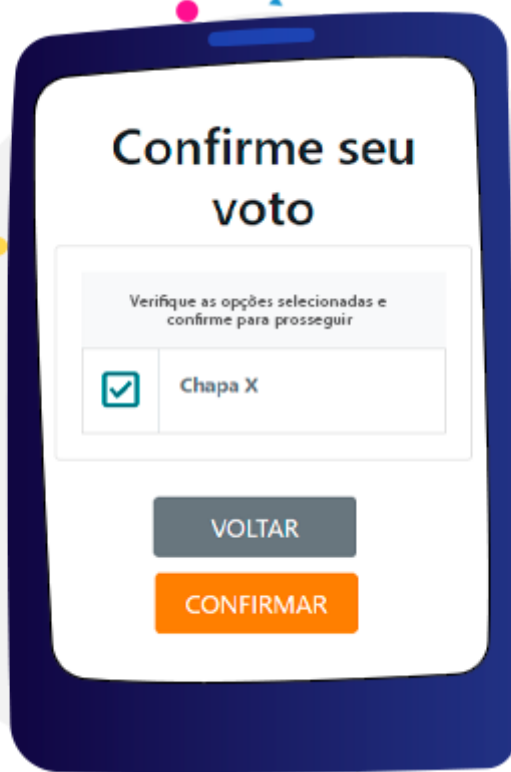 Confirme seu
voto
Verifique as opções selecionadas e
confirme para prosseguir
Chapa X
VOLTAR
CONFIRMAR